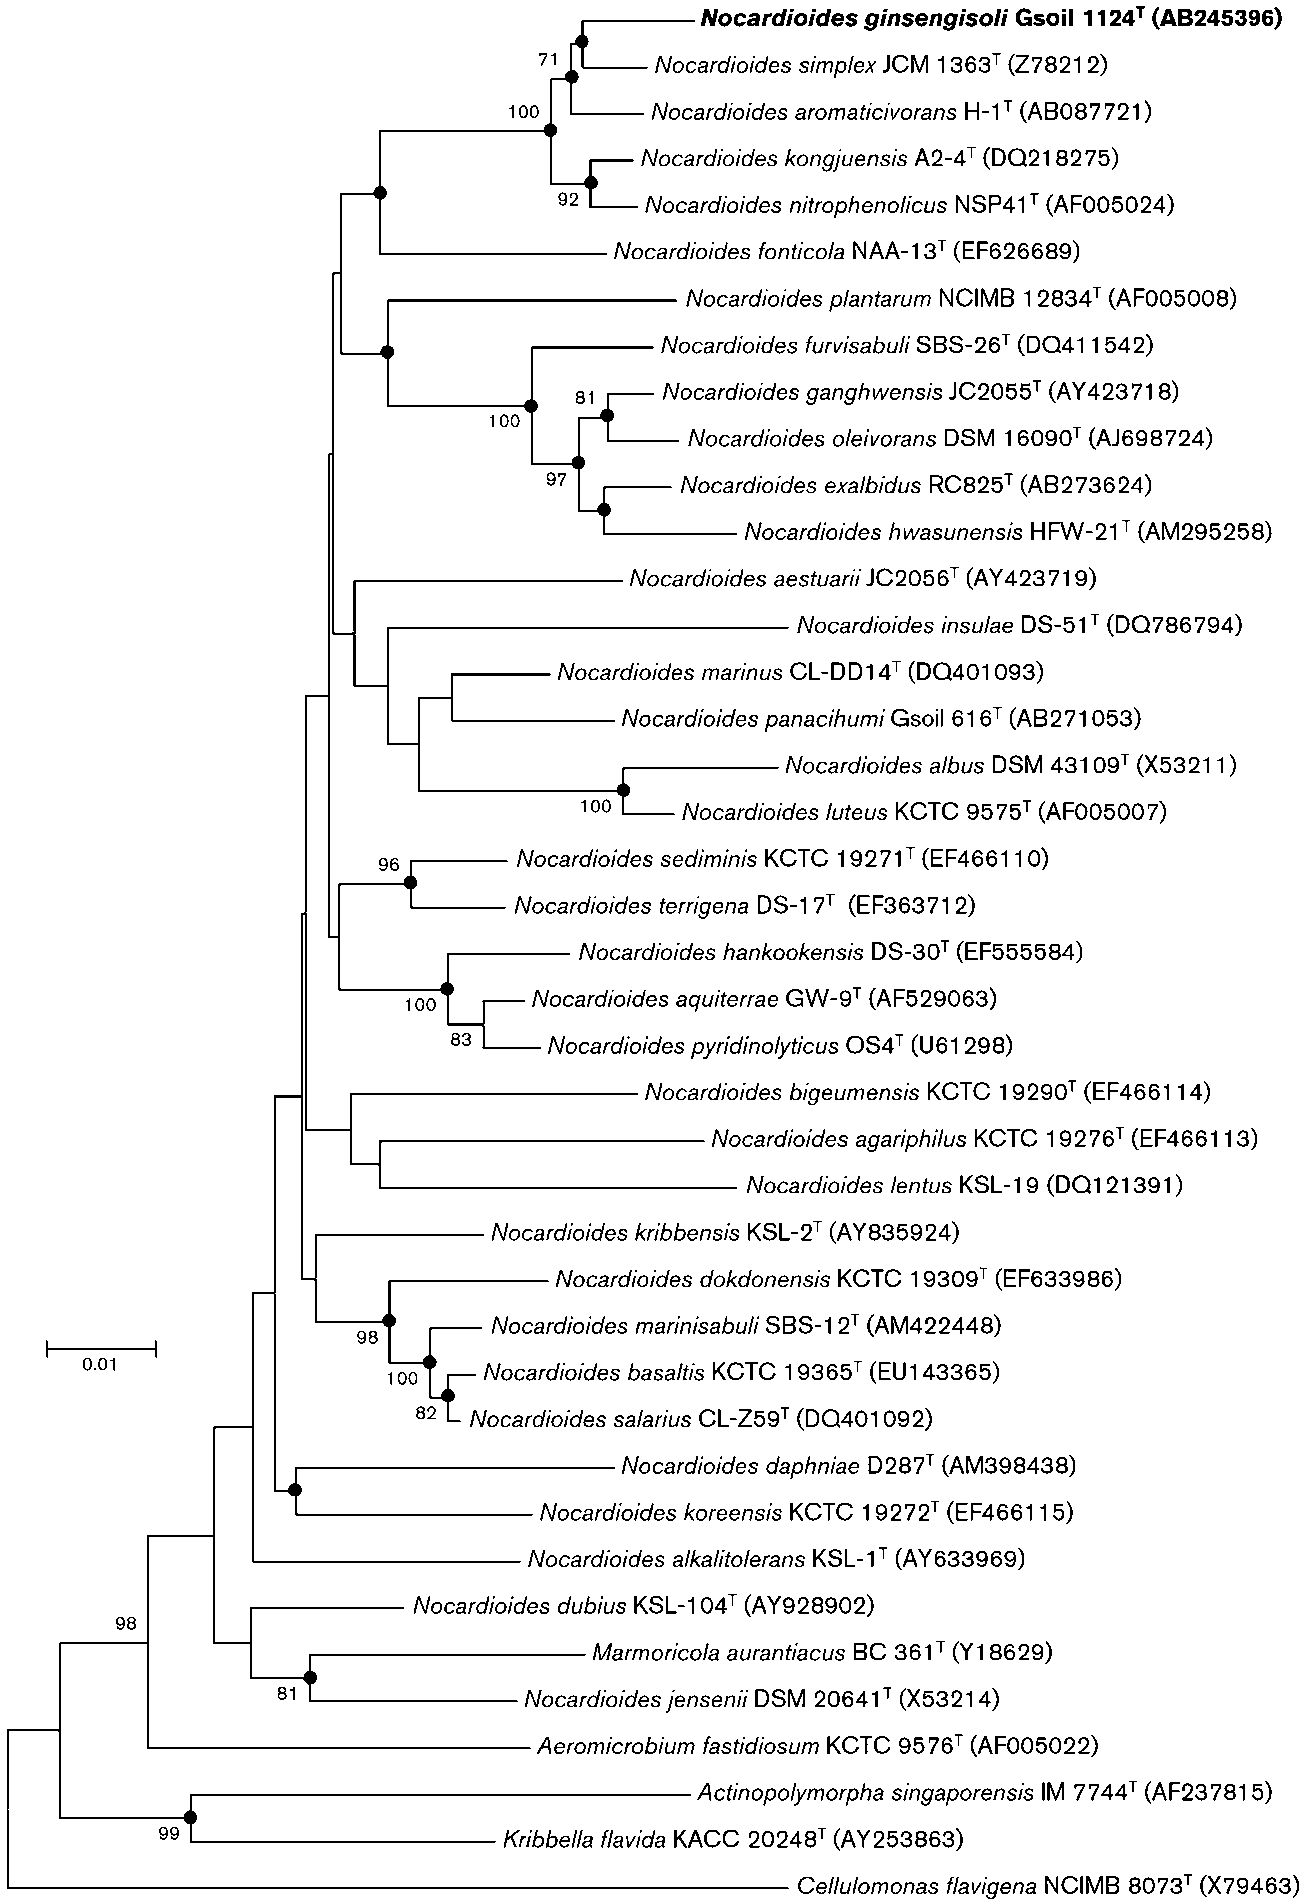 Nocardioides ginsengisoli Gsoil 1124ᵀ (AB245396)
Nocardioides simplex JCM 1363ᵀ (Z78212)
71
Nocardioides aromaticivorans H-1ᵀ (AB087721)
100
Nocardioides kongjuensis A2-4ᵀ (DQ218275)
92
Nocardioides nitrophenolicus NSP41ᵀ (AF005024)
Nocardioides fonticola NAA-13ᵀ (EF626689)
Nocardioides plantarum NCIMB 12834ᵀ (AF005008)
Nocardioides furvisabuli SBS-26ᵀ (DQ411542)
81
Nocardioides ganghwensis JC2055ᵀ (AY423718)
100
Nocardioides oleivorans DSM 16090ᵀ (AJ698724)
97
Nocardioides exalbidus RC825ᵀ (AB273624)
Nocardioides hwasunensis HFW-21ᵀ (AM295258)
Nocardioides aestuarii JC2056ᵀ (AY423719)
Nocardioides insulae DS-51ᵀ (DQ786794)
Nocardioides marinus CL-DD14ᵀ (DQ401093)
Nocardioides panacihumi Gsoil 616ᵀ (AB271053)
Nocardioides albus DSM 43109ᵀ (X53211)
100
Nocardioides luteus KCTC 9575ᵀ (AF005007)
96
Nocardioides sediminis KCTC 19271ᵀ (EF466110)
Nocardioides terrigena DS-17ᵀ (EF363712)
Nocardioides hankookensis DS-30ᵀ (EF555584)
100
Nocardioides aquiterrae GW-9ᵀ (AF529063)
83
Nocardioides pyridinolyticus OS4ᵀ (U61298)
Nocardioides bigeumensis KCTC 19290ᵀ (EF466114)
Nocardioides agariphilus KCTC 19276ᵀ (EF466113)
Nocardioides lentus KSL-19 (DQ121391)
Nocardioides kribbensis KSL-2ᵀ (AY835924)
Nocardioides dokdonensis KCTC 19309ᵀ (EF633986)
98
Nocardioides marinisabuli SBS-12ᵀ (AM422448)
0.01
100
Nocardioides basaltis KCTC 19365ᵀ (EU143365)
82
Nocardioides salarius CL-Z59ᵀ (DQ401092)
Nocardioides daphniae D287ᵀ (AM398438)
Nocardioides koreensis KCTC 19272ᵀ (EF466115)
Nocardioides alkalitolerans KSL-1ᵀ (AY633969)
Nocardioides dubius KSL-104ᵀ (AY928902)
98
Marmoricola aurantiacus BC 361ᵀ (Y18629)
81
Nocardioides jensenii DSM 20641ᵀ (X53214)
Aeromicrobium fastidiosum KCTC 9576ᵀ (AF005022)
Actinopolymorpha singaporensis IM 7744ᵀ (AF237815)
99
Kribbella flavida KACC 20248ᵀ (AY253863)
Cellulomonas flavigena NCIMB 8073ᵀ (X79463)